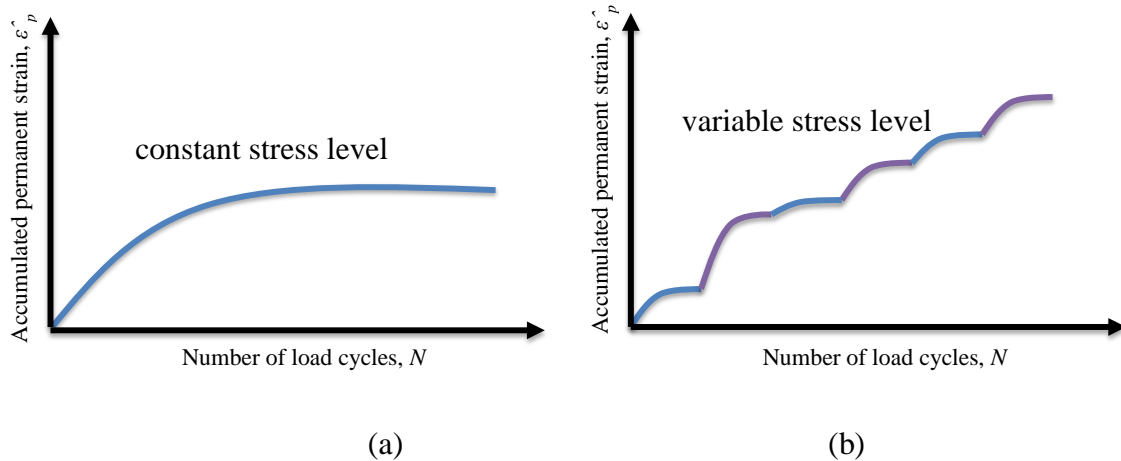 Accumulated permanent strain, ε̂ₚ
constant stress level
Number of load cycles, N
(a)
Accumulated permanent strain, ε̂ₚ
variable stress level
Number of load cycles, N
(b)